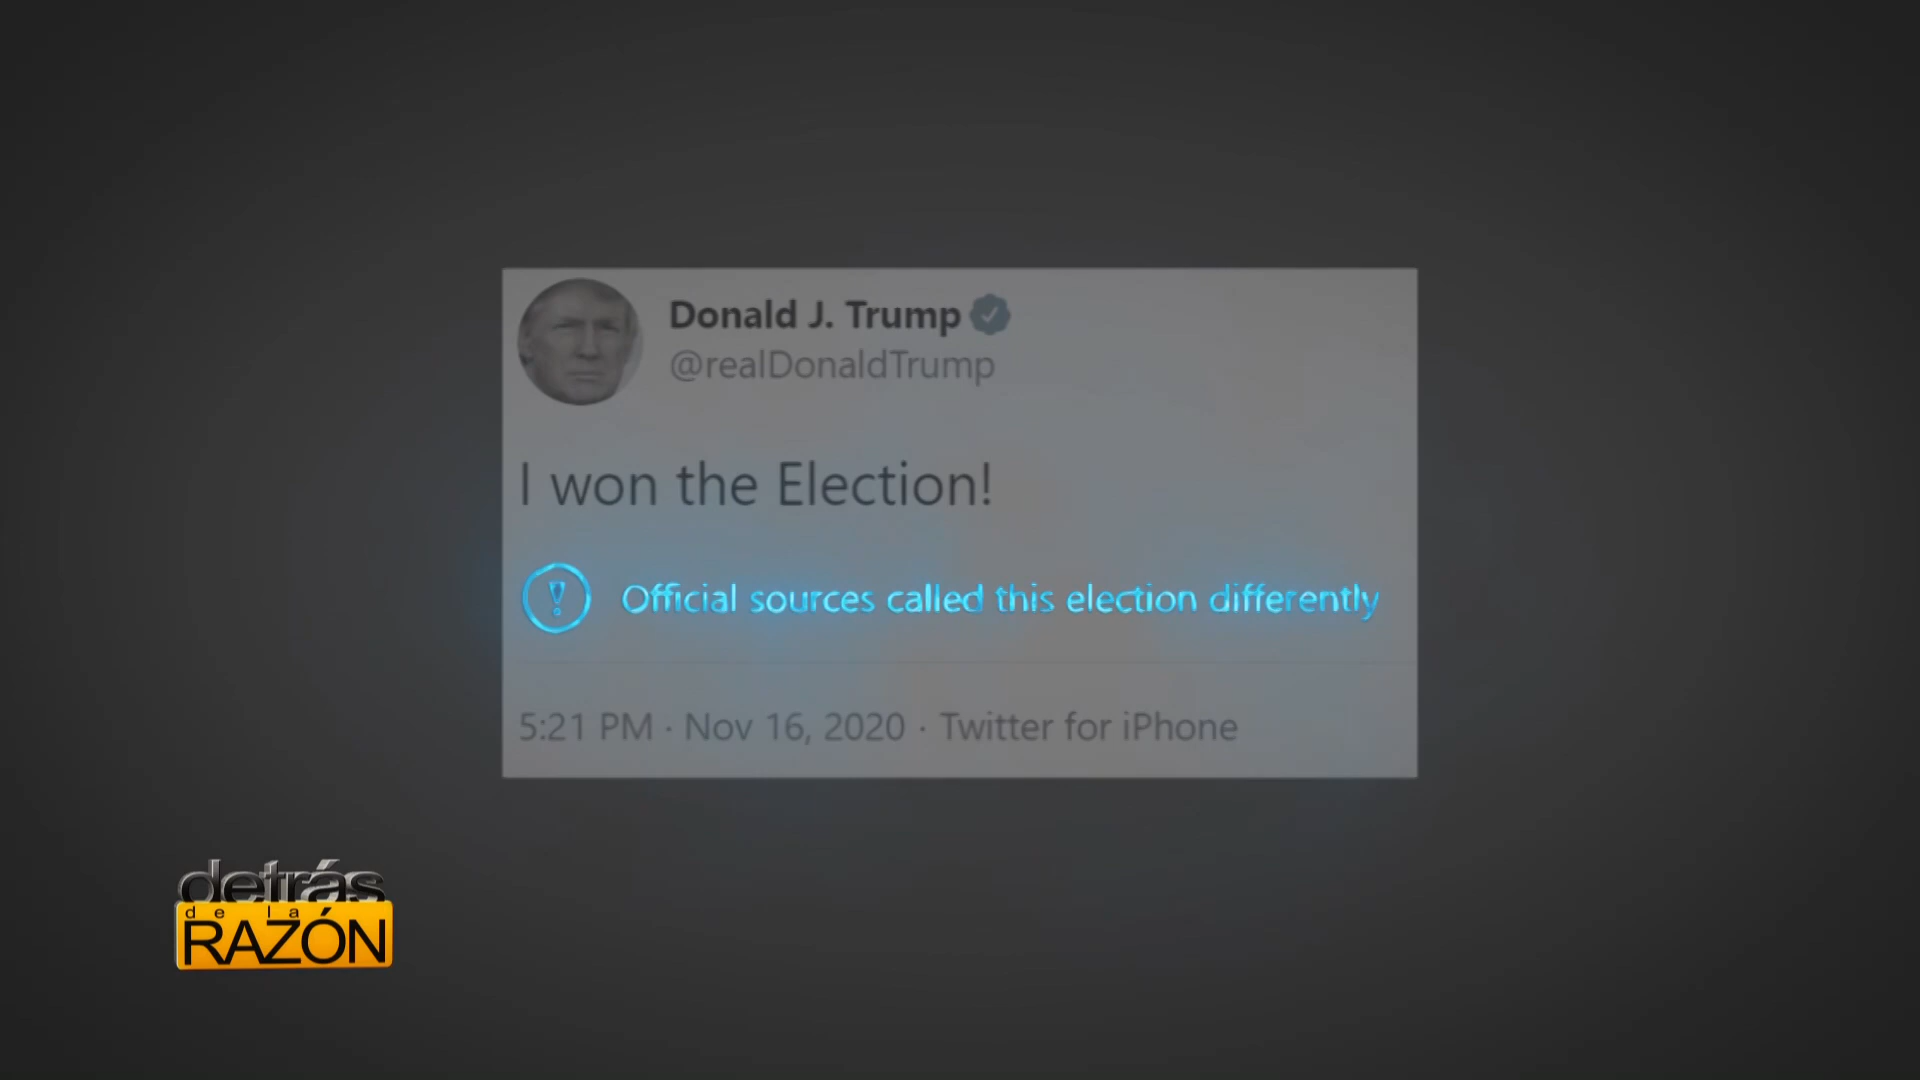 Donald J. Trump
@realDonaldTrump
I won the Election!
Official sources called this election differently
5:21 PM · Nov 16, 2020 · Twitter for iPhone
detrás
de la
RAZÓN